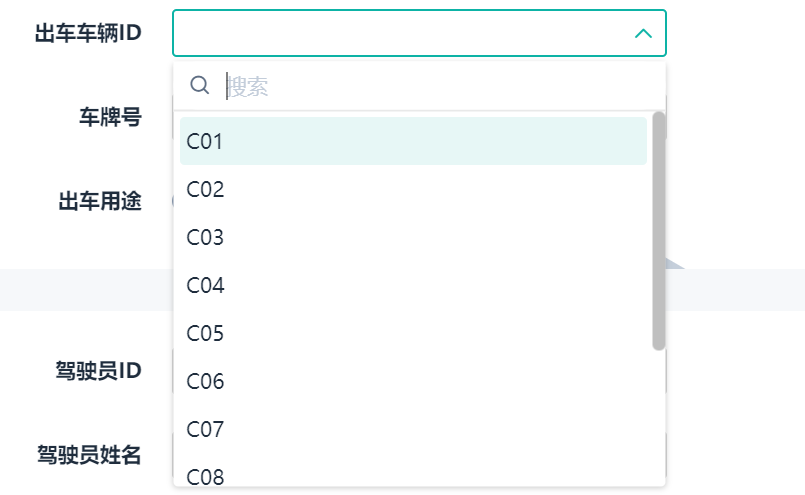 出车车辆ID
搜索
车牌号
C01
C02
出车用途
C03
C04
C05
驾驶员ID
C06
C07
驾驶员姓名
C08